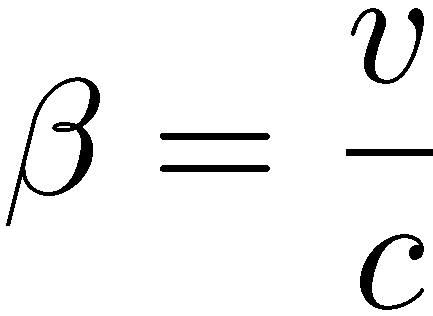 β = v/c